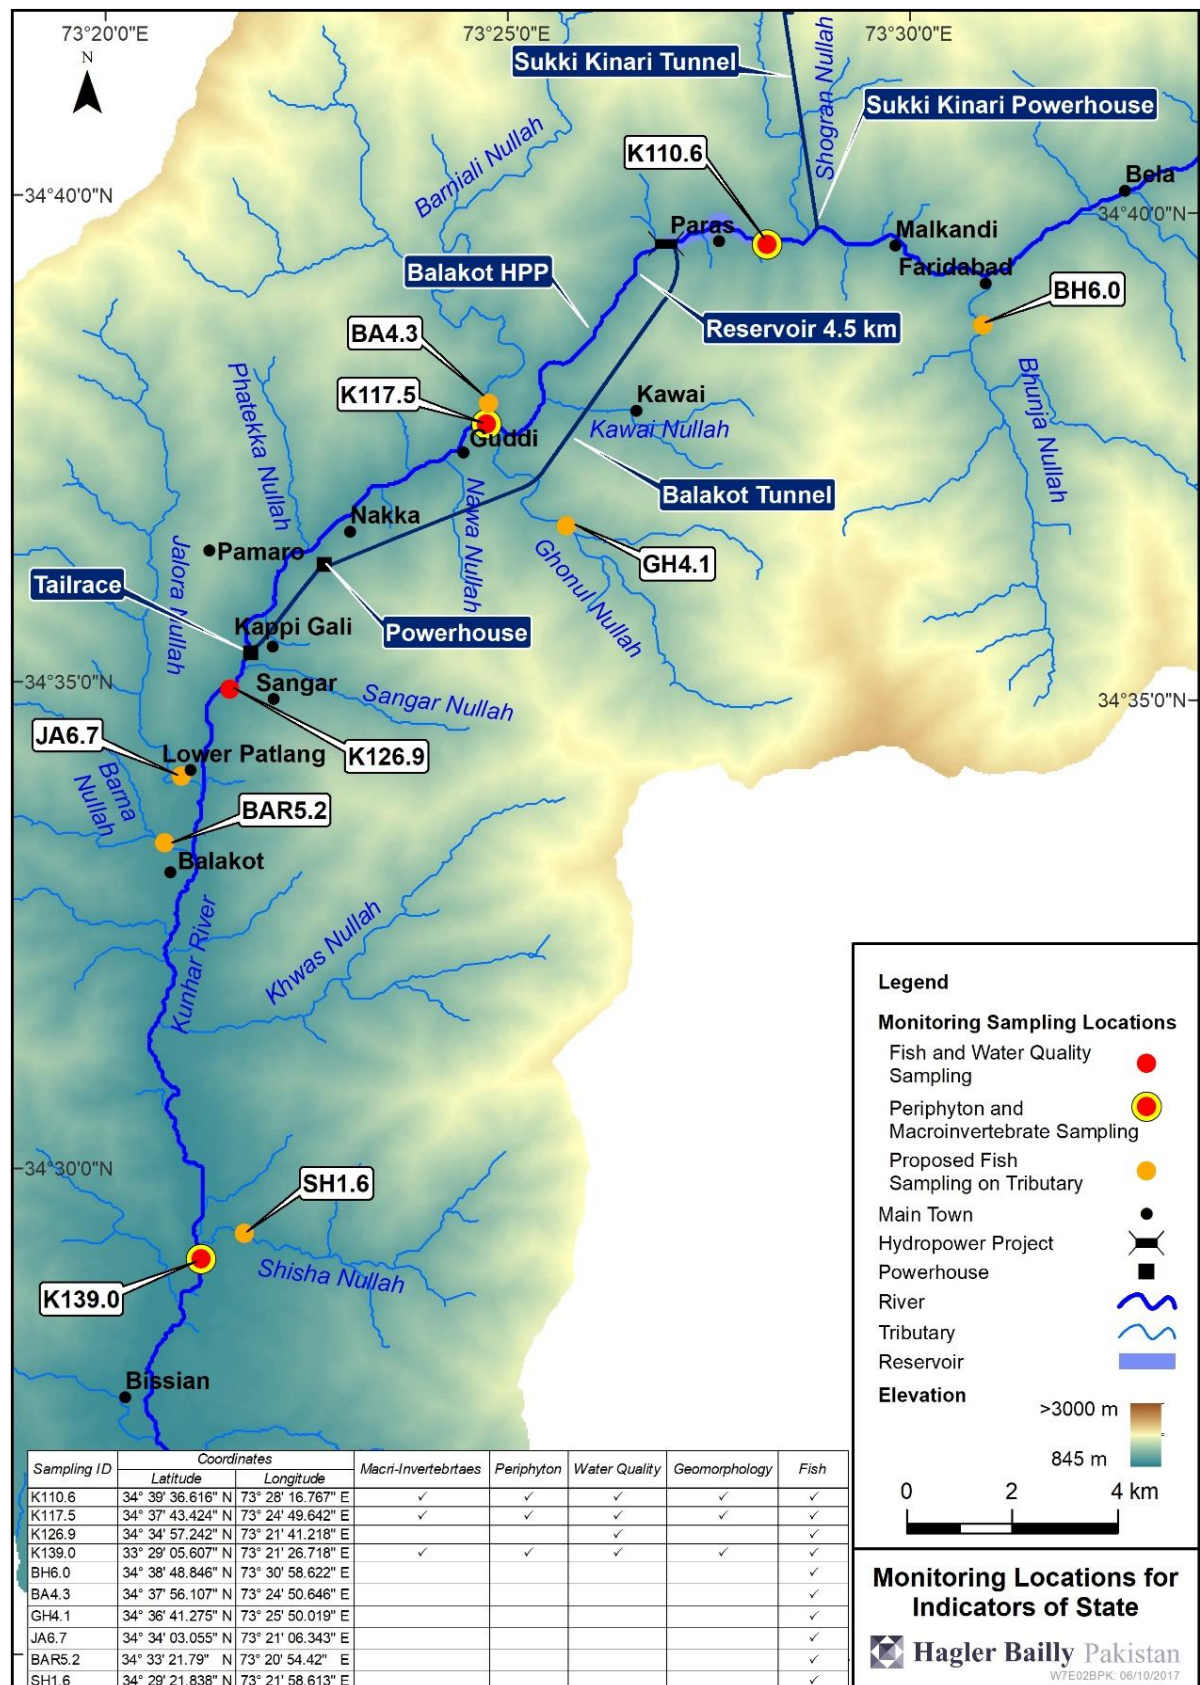 73°20'0"E
73°25'0"E
73°30'0"E
N
Sukki Kinari Tunnel
Shogran Nullah
Sukki Kinari Powerhouse
Barniali Nullah
K110.6
Bela
34°40'0"N
34°40'0"N
Paras
Malkandi
Faridabad
Balakot HPP
BH6.0
Reservoir 4.5 km
BA4.3
Phatekka Nullah
K117.5
Kawai
Kawai Nullah
Bhunja Nullah
Guddi
Balakot Tunnel
Nawa Nullah
Nakka
Jalora Nullah
Pamaro
Ghonul Nullah
GH4.1
Tailrace
Kappi Gali
Powerhouse
34°35'0"N
Sangar
Sangar Nullah
34°35'0"N
JA6.7
Lower Patlang
K126.9
Barna
Nullah
BAR5.2
Balakot
Kunhar River
Khwas Nullah
34°30'0"N
SH1.6
Shisha Nullah
K139.0
Bissian
Legend
Monitoring Sampling Locations
Fish and Water Quality
Sampling
Periphyton and
Macroinvertebrate Sampling
Proposed Fish
Sampling on Tributary
Main Town
Hydropower Project
Powerhouse
River
Tributary
Reservoir
Elevation
>3000 m
845 m
0 2 4 km
Monitoring Locations for
Indicators of State
Hagler Bailly Pakistan
W7E02BPK: 06/10/2017
Sampling ID Coordinates Macri-Invertebrtaes Periphyton Water Quality Geomorphology Fish
Latitude Longitude
K110.6 34° 39' 36.616" N 73° 28' 16.767" E ✓ ✓ ✓ ✓ ✓
K117.5 34° 37' 43.424" N 73° 24' 49.642" E ✓ ✓ ✓ ✓ ✓
K126.9 34° 34' 57.242" N 73° 21' 41.218" E ✓ ✓
K139.0 33° 29' 05.607" N 73° 21' 26.718" E ✓ ✓ ✓ ✓ ✓
BH6.0 34° 38' 48.846" N 73° 30' 58.622" E ✓
BA4.3 34° 37' 56.107" N 73° 24' 50.646" E ✓
GH4.1 34° 36' 41.275" N 73° 25' 50.019" E ✓
JA6.7 34° 34' 03.055" N 73° 21' 06.343" E ✓
BAR5.2 34° 33' 21.79" N 73° 20' 54.42" E ✓
SH1.6 34° 29' 21.838" N 73° 21' 58.613" E ✓